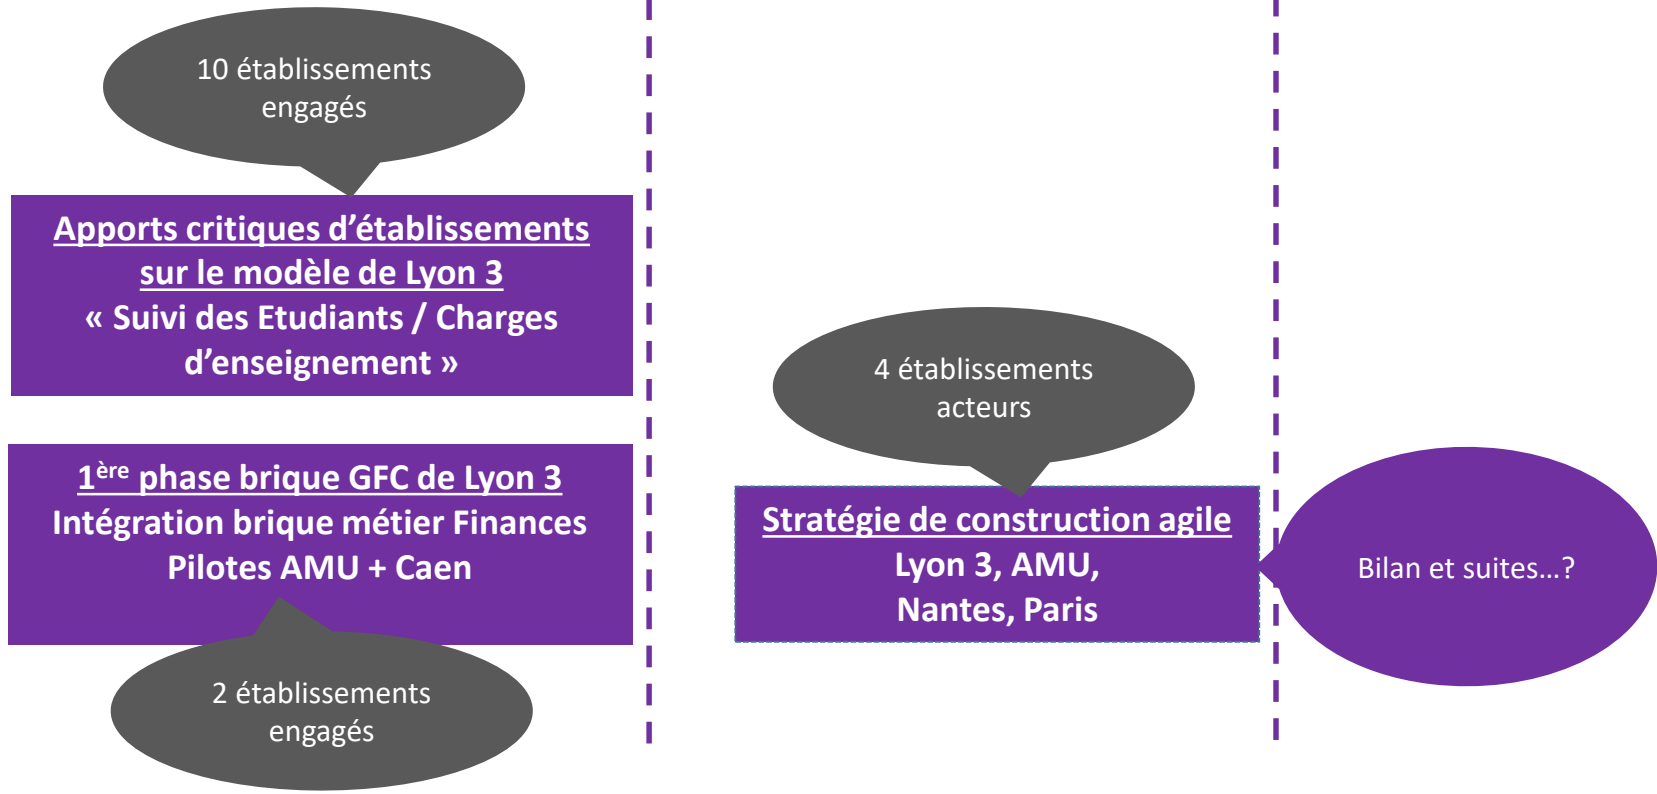 10 établissements
engagés
Apports critiques d’établissements
sur le modèle de Lyon 3
« Suivi des Etudiants / Charges
d’enseignement »
1ère phase brique GFC de Lyon 3
Intégration brique métier Finances
Pilotes AMU + Caen
2 établissements
engagés
4 établissements
acteurs
Stratégie de construction agile
Lyon 3, AMU,
Nantes, Paris
Bilan et suites…?